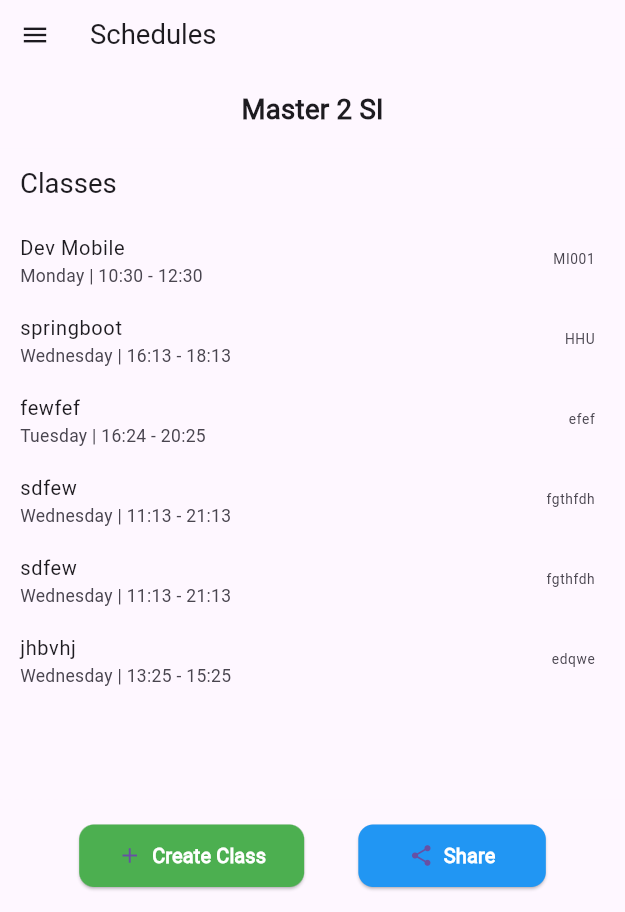 Schedules
Master 2 SI
Classes
Dev Mobile
Monday | 10:30 - 12:30
MI001
springboot
Wednesday | 16:13 - 18:13
HHU
fewfef
Tuesday | 16:24 - 20:25
efef
sdfew
Wednesday | 11:13 - 21:13
fgthfdh
sdfew
Wednesday | 11:13 - 21:13
fgthfdh
jhbvhj
Wednesday | 13:25 - 15:25
edqwe
Create Class
Share